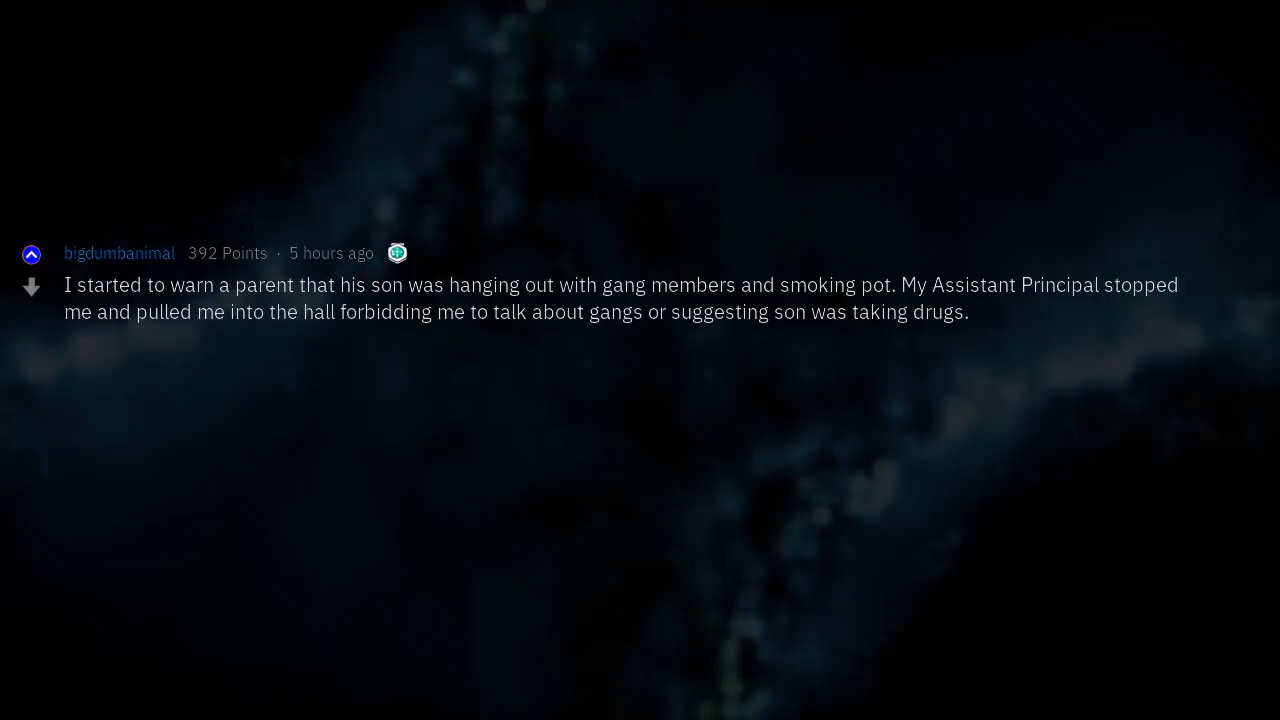 bigdumbanimal 392 Points · 5 hours ago
I started to warn a parent that his son was hanging out with gang members and smoking pot. My Assistant Principal stopped
me and pulled me into the hall forbidding me to talk about gangs or suggesting son was taking drugs.